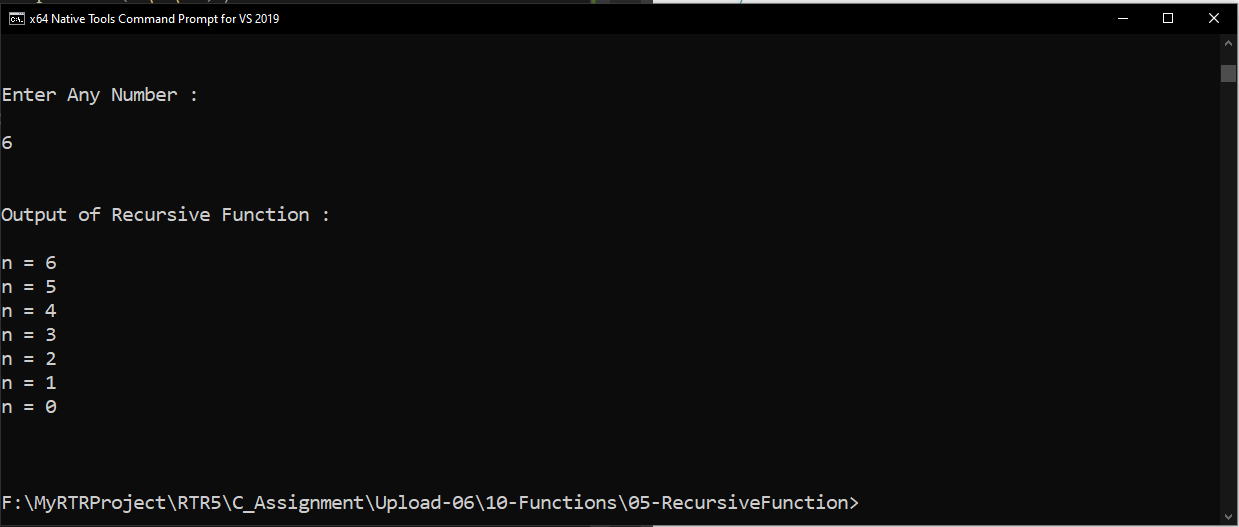 x64 Native Tools Command Prompt for VS 2019
Enter Any Number :
6
Output of Recursive Function :
n = 6
n = 5
n = 4
n = 3
n = 2
n = 1
n = 0
F:\MyRTRProject\RTR5\C_Assignment\Upload-06\10-Functions\05-RecursiveFunction>